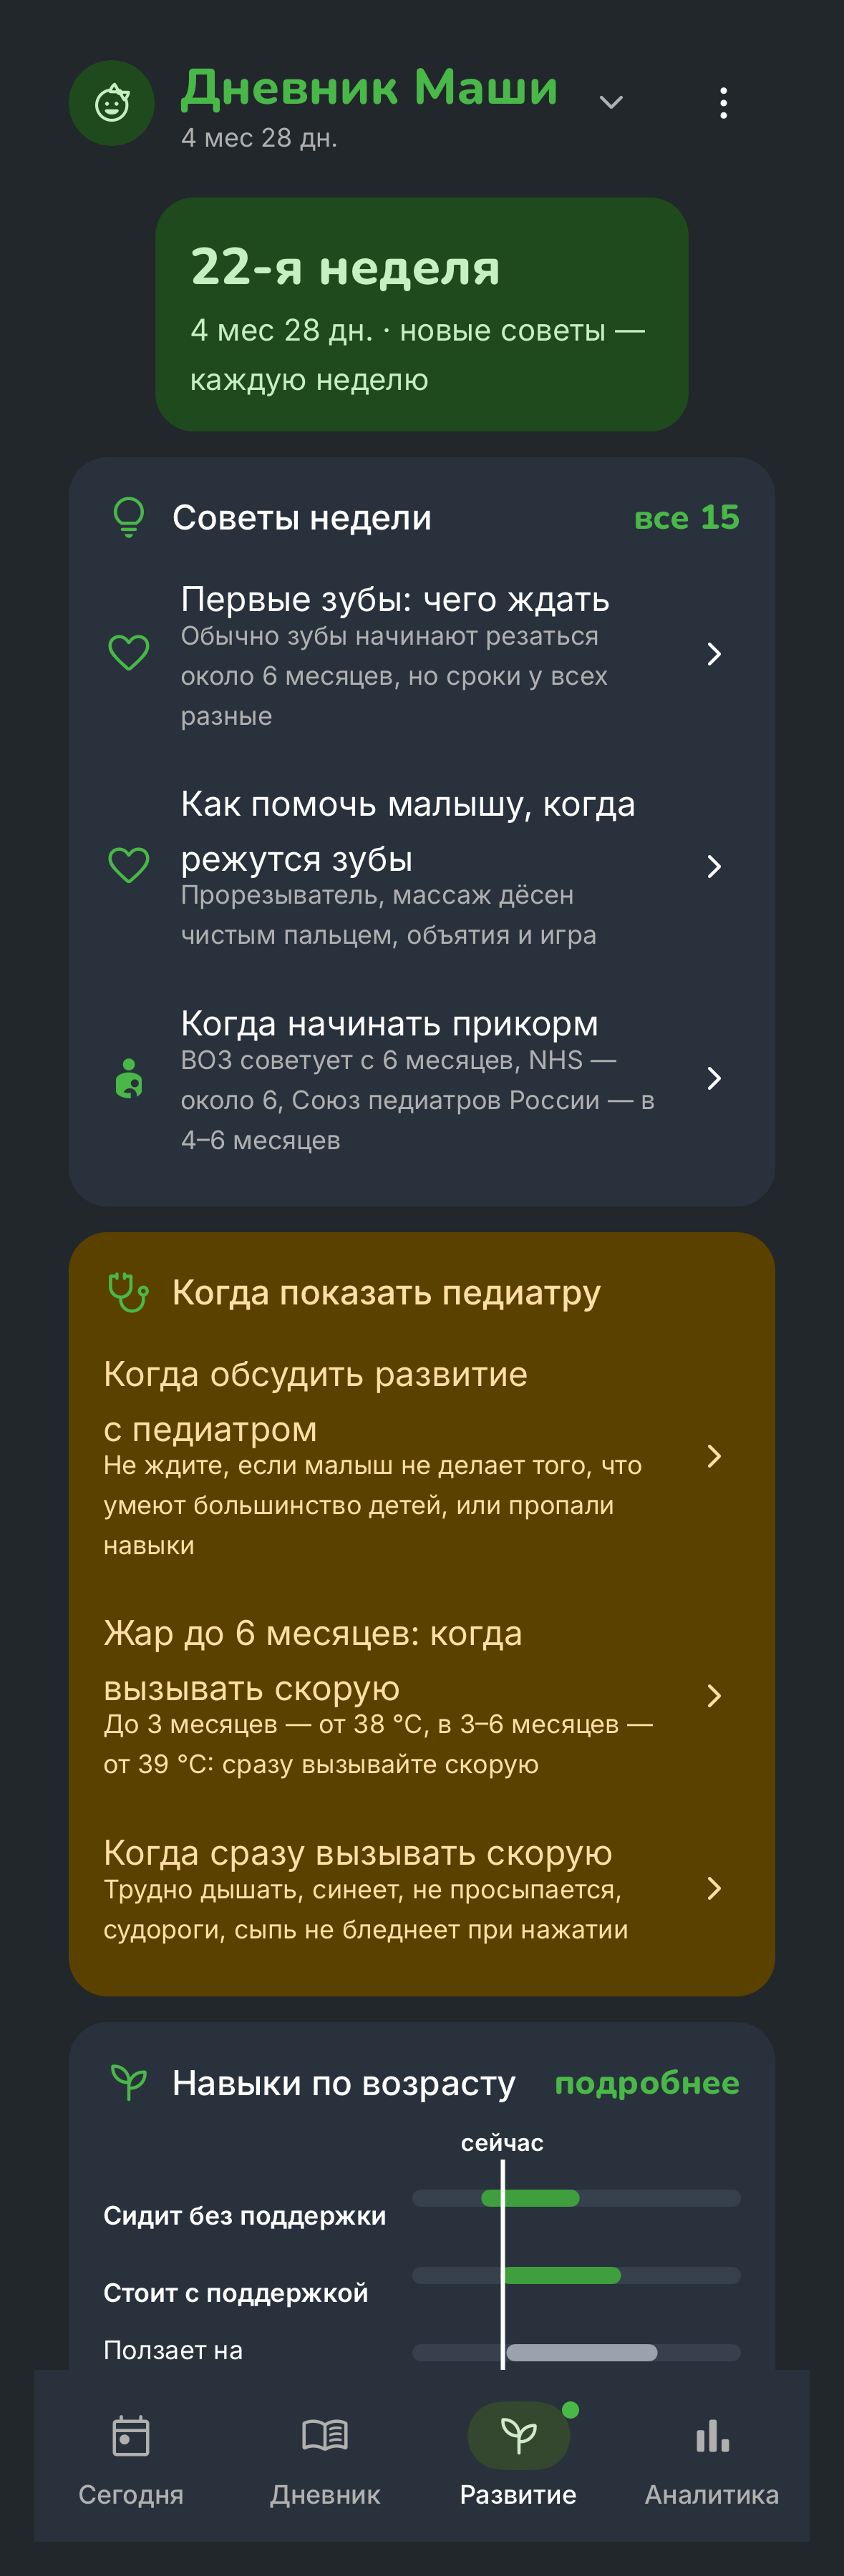 Дневник Маши
4 мес 28 дн.
22-я неделя
4 мес 28 дн. · новые советы —
каждую неделю
Советы недели
все 15
Первые зубы: чего ждать
Обычно зубы начинают резаться
около 6 месяцев, но сроки у всех
разные
Как помочь малышу, когда
режутся зубы
Прорезыватель, массаж дёсен
чистым пальцем, объятия и игра
Когда начинать прикорм
ВОЗ советует с 6 месяцев, NHS —
около 6, Союз педиатров России — в
4–6 месяцев
Когда показать педиатру
Когда обсудить развитие
с педиатром
Не ждите, если малыш не делает того, что
умеют большинство детей, или пропали
навыки
Жар до 6 месяцев: когда
вызывать скорую
До 3 месяцев — от 38 °C, в 3–6 месяцев —
от 39 °C: сразу вызывайте скорую
Когда сразу вызывать скорую
Трудно дышать, синеет, не просыпается,
судороги, сыпь не бледнеет при нажатии
Навыки по возрасту
подробнее
сейчас
Сидит без поддержки
Стоит с поддержкой
Ползает на
Сегодня
Дневник
Развитие
Аналитика